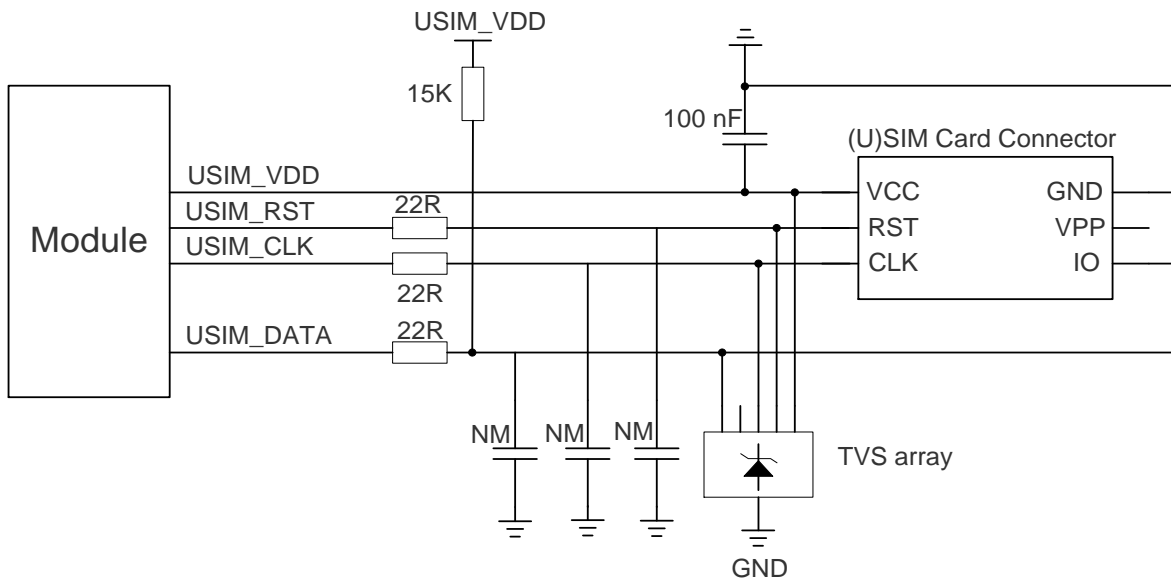 USIM_VDD
15K
100 nF
(U)SIM Card Connector
USIM_VDD
VCC
GND
USIM_RST
22R
RST
VPP
Module
USIM_CLK
22R
CLK
IO
USIM_DATA
22R
NM
NM
NM
TVS array
GND